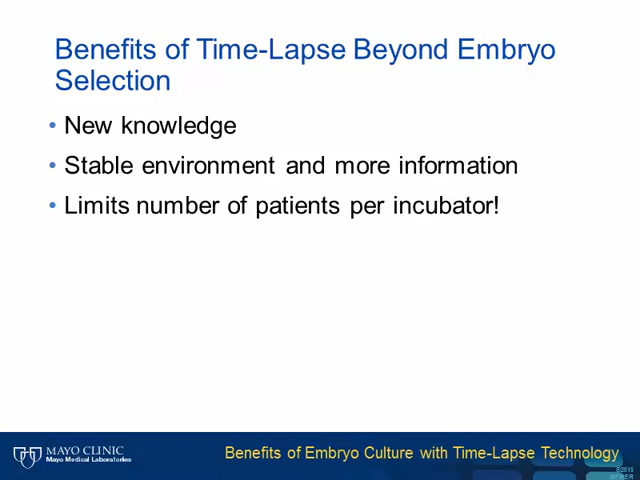 Benefits of Time-Lapse Beyond Embryo
Selection
• New knowledge
• Stable environment and more information
• Limits number of patients per incubator!
MAYO CLINIC
Mayo Medical Laboratories
Benefits of Embryo Culture with Time-Lapse Technology